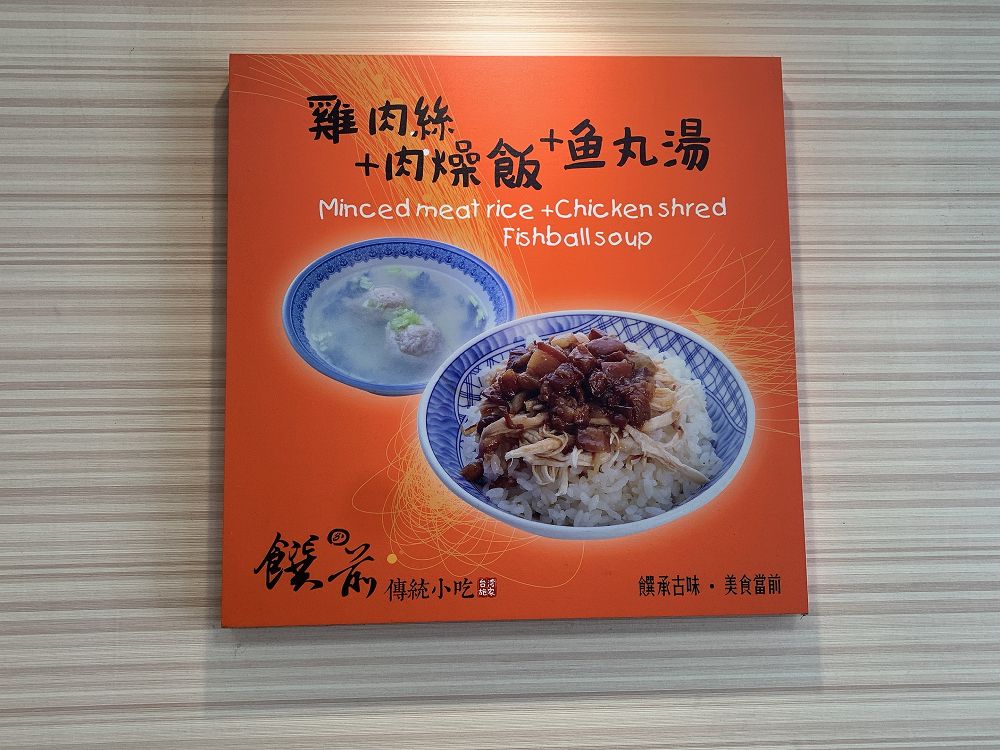 雞肉絲
+肉燥飯+鱼丸湯
Minced meat rice +Chicken shred
Fishball soup
饌前
傳統小吃
饌承古味・美食當前